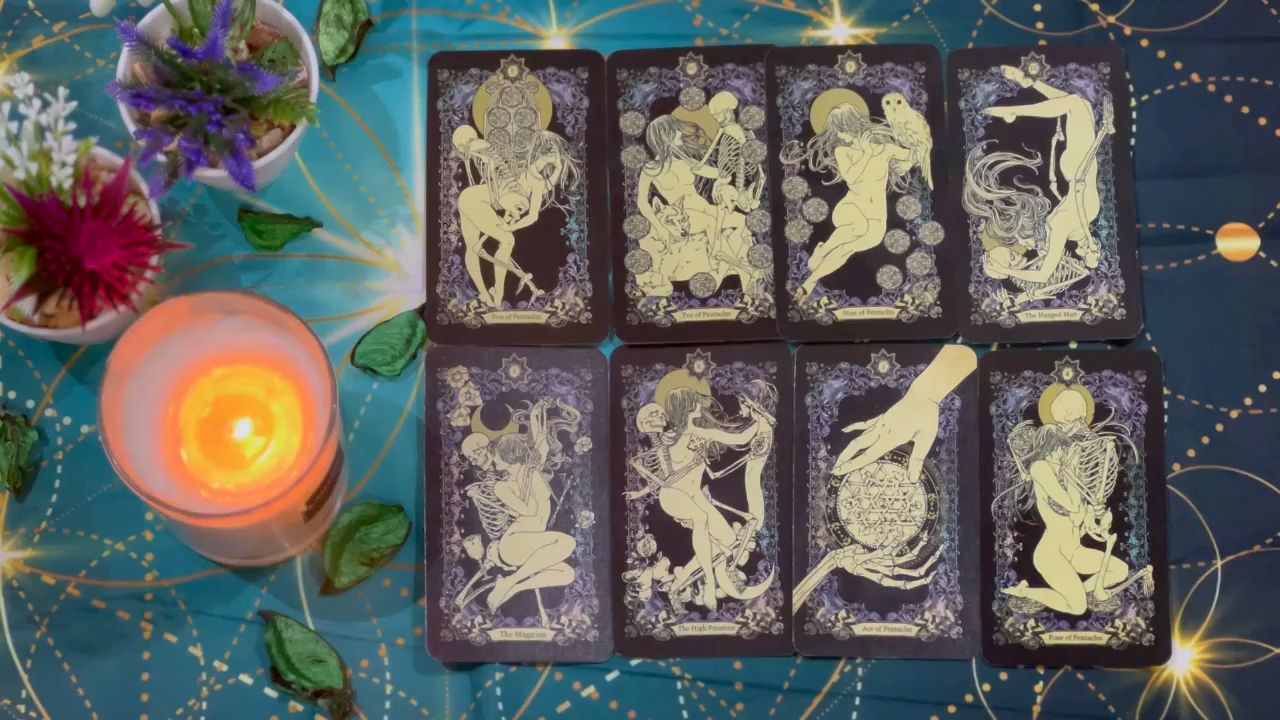 Five of Pentacles
Ten of Pentacles
Nine of Pentacles
The Hanged Man
The Magician
The High Priestess
Ace of Pentacles
Four of Pentacles